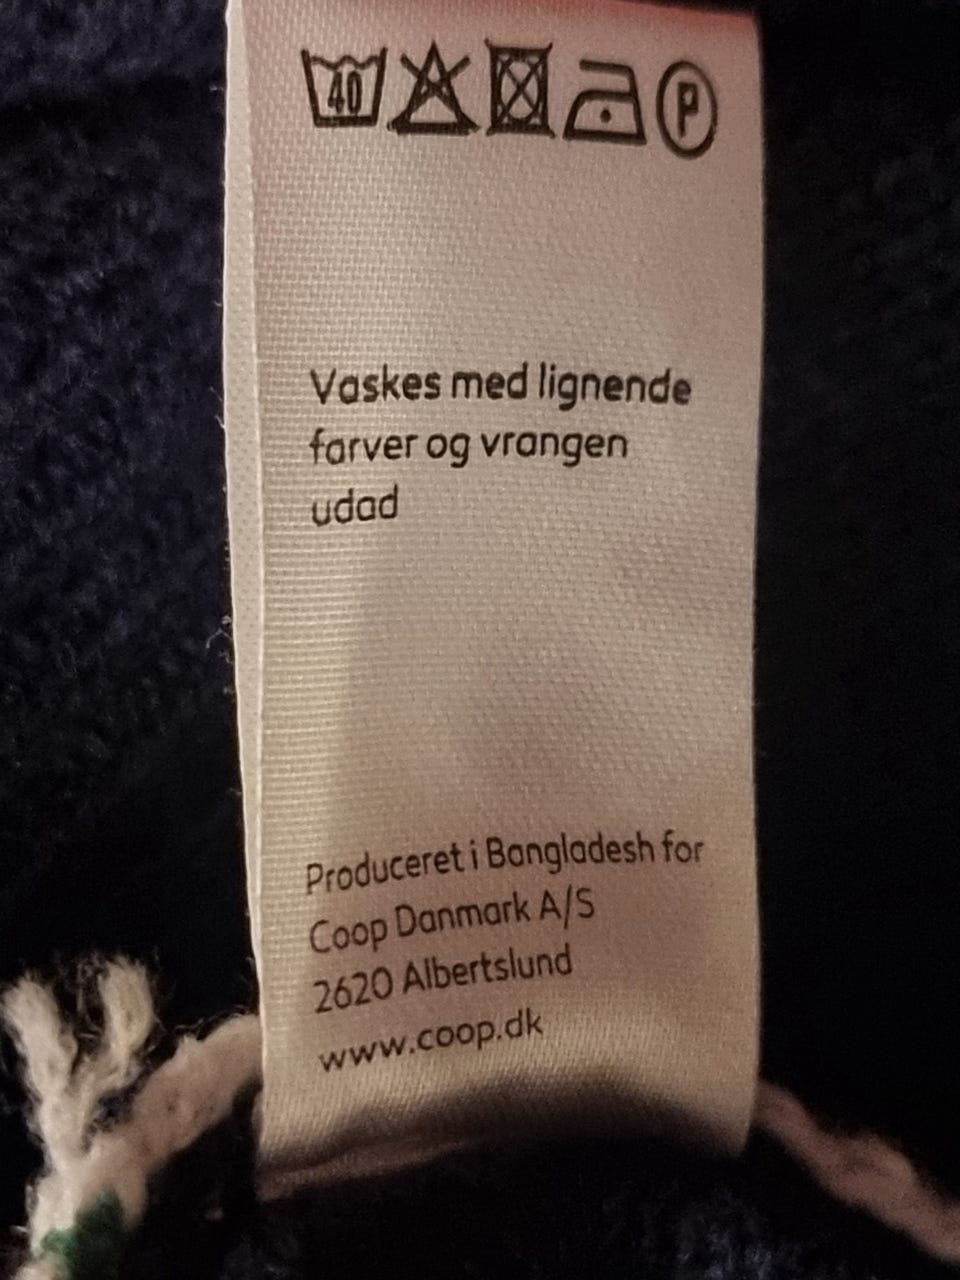 40 P
Vaskes med lignende
farver og vrangen
udad
Produceret i Bangladesh for
Coop Danmark A/S
2620 Albertslund
www.coop.dk